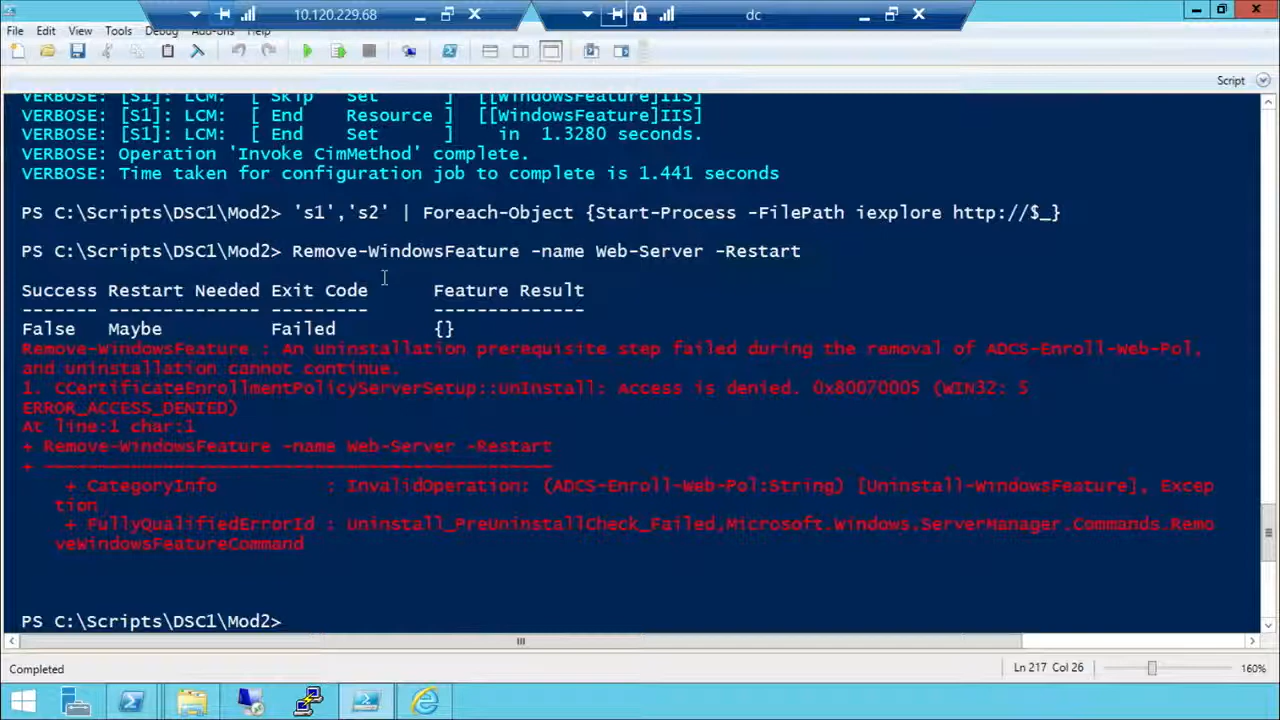 10.120.229.68
dc
File Edit View Tools Debug Add-ons Help
Script
VERBOSE: [S1]: LCM: [ Skip Set ] [[WindowsFeature]IIS]
VERBOSE: [S1]: LCM: [ End Resource ] [[WindowsFeature]IIS]
VERBOSE: [S1]: LCM: [ End Set ] in 1.3280 seconds.
VERBOSE: Operation 'Invoke CimMethod' complete.
VERBOSE: Time taken for configuration job to complete is 1.441 seconds
PS C:\Scripts\DSC1\Mod2> 's1','s2' | Foreach-Object {Start-Process -FilePath iexplore http://$_}
PS C:\Scripts\DSC1\Mod2> Remove-WindowsFeature -name Web-Server -Restart
Success Restart Needed Exit Code Feature Result
------- -------------- --------- --------------
False Maybe Failed {}
Remove-WindowsFeature : An uninstallation prerequisite step failed during the removal of ADCS-Enroll-Web-Pol,
and uninstallation cannot continue.
1. CCertificateEnrollmentPolicyServerSetup::UnInstall: Access is denied. 0x80070005 (WIN32: 5
ERROR_ACCESS_DENIED)
At line:1 char:1
+ Remove-WindowsFeature -name Web-Server -Restart
+ ~~~~~~~~~~~~~~~~~~~~~~~~~~~~~~~~~~~~~~~~~~~~~~~
+ CategoryInfo : InvalidOperation: (ADCS-Enroll-Web-Pol:String) [Uninstall-WindowsFeature], Excep
tion
+ FullyQualifiedErrorId : Uninstall_PreUninstallCheck_Failed,Microsoft.Windows.ServerManager.Commands.Remo
veWindowsFeatureCommand
PS C:\Scripts\DSC1\Mod2>
Completed
Ln 217 Col 26
160%